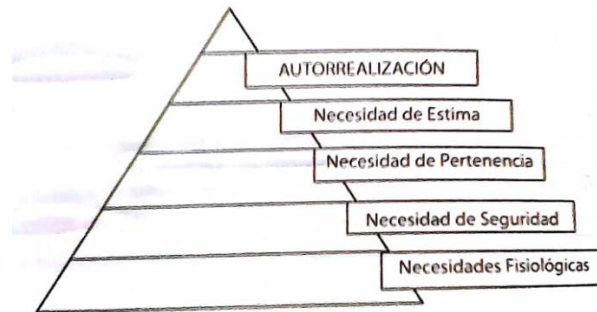 AUTORREALIZACIÓN
Necesidad de Estima
Necesidad de Pertenencia
Necesidad de Seguridad
Necesidades Fisiológicas